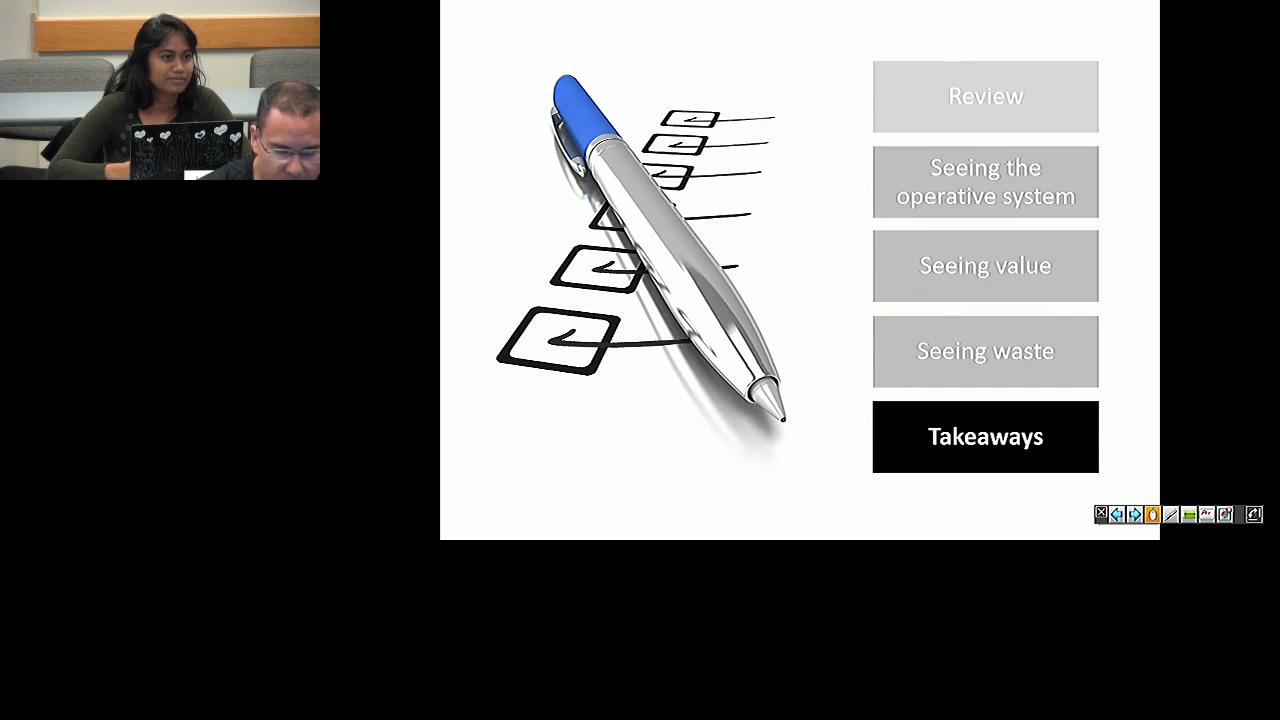 Review
Seeing the
operative system
Seeing value
Seeing waste
Takeaways